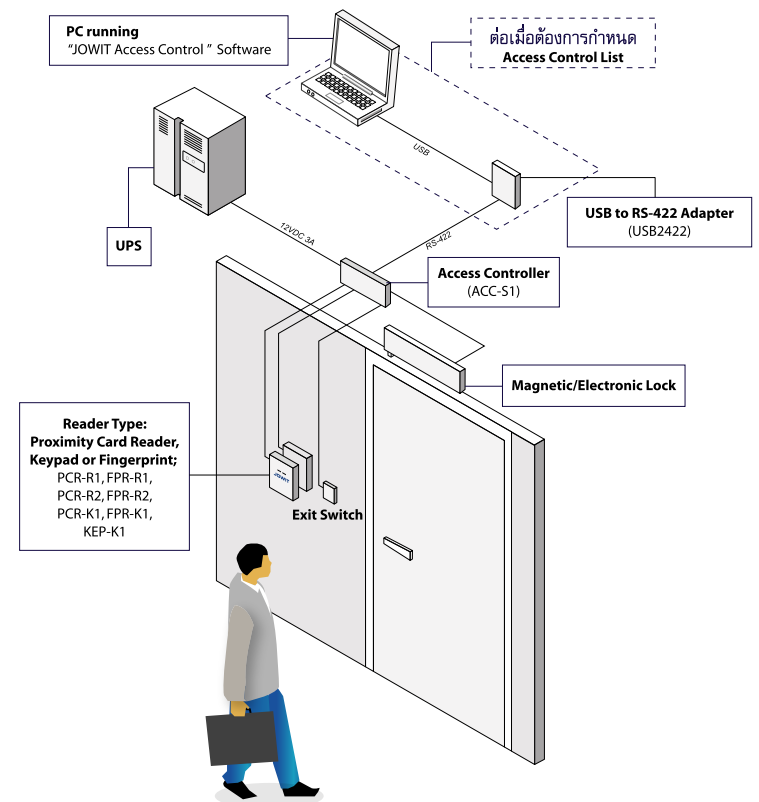 PC running
“JOWIT Access Control ” Software
ต่อเมื่อต้องการกำหนด
Access Control List
USB
USB to RS-422 Adapter
(USB2422)
UPS
12VDC 3A
RS-422
Access Controller
(ACC-S1)
Magnetic/Electronic Lock
Reader Type:
Proximity Card Reader,
Keypad or Fingerprint;
PCR-R1, FPR-R1,
PCR-R2, FPR-R2,
PCR-K1, FPR-K1,
KEP-K1
JOWIT
Exit Switch